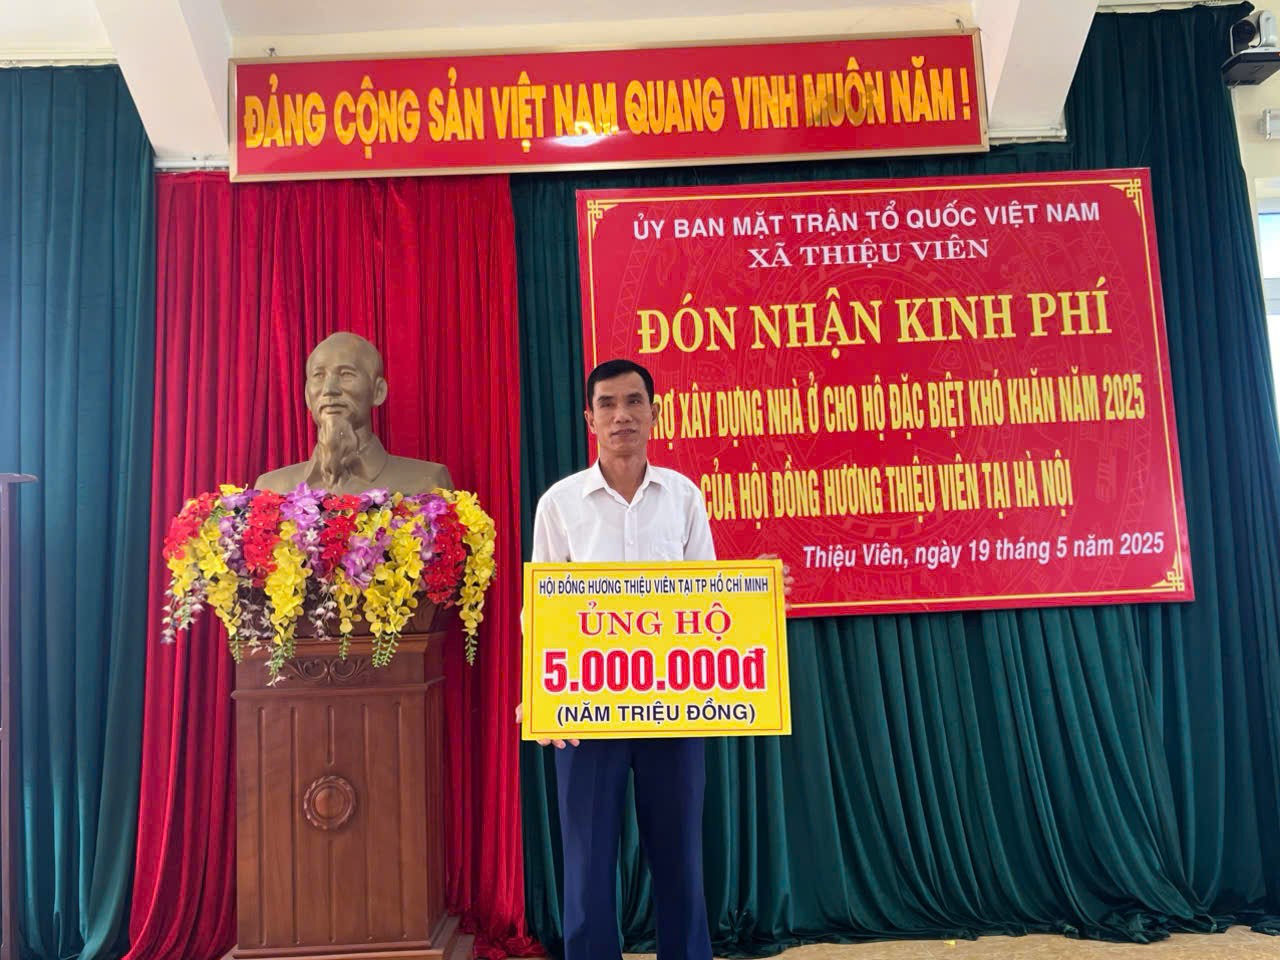 ĐẢNG CỘNG SẢN VIỆT NAM QUANG VINH MUÔN NĂM !
ỦY BAN MẶT TRẬN TỔ QUỐC VIỆT NAM
XÃ THIỆU VIÊN
ĐÓN NHẬN KINH PHÍ
XÂY DỰNG NHÀ Ở CHO HỘ ĐẶC BIỆT KHÓ KHĂN NĂM 2025
CỦA HỘI ĐỒNG HƯƠNG THIỆU VIÊN TẠI HÀ NỘI
Thiệu Viên, ngày 19 tháng 5 năm 2025
HỘI ĐỒNG HƯƠNG THIỆU VIÊN TẠI TP HỒ CHÍ MINH
ỦNG HỘ
5.000.000đ
(NĂM TRIỆU ĐỒNG)